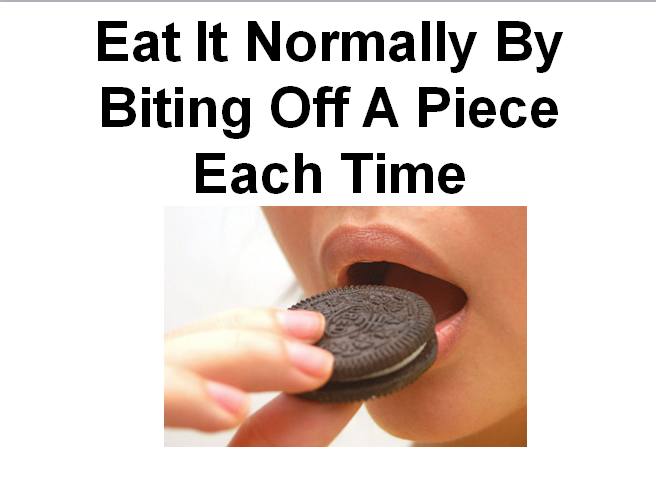 Eat It Normally By
Biting Off A Piece
Each Time